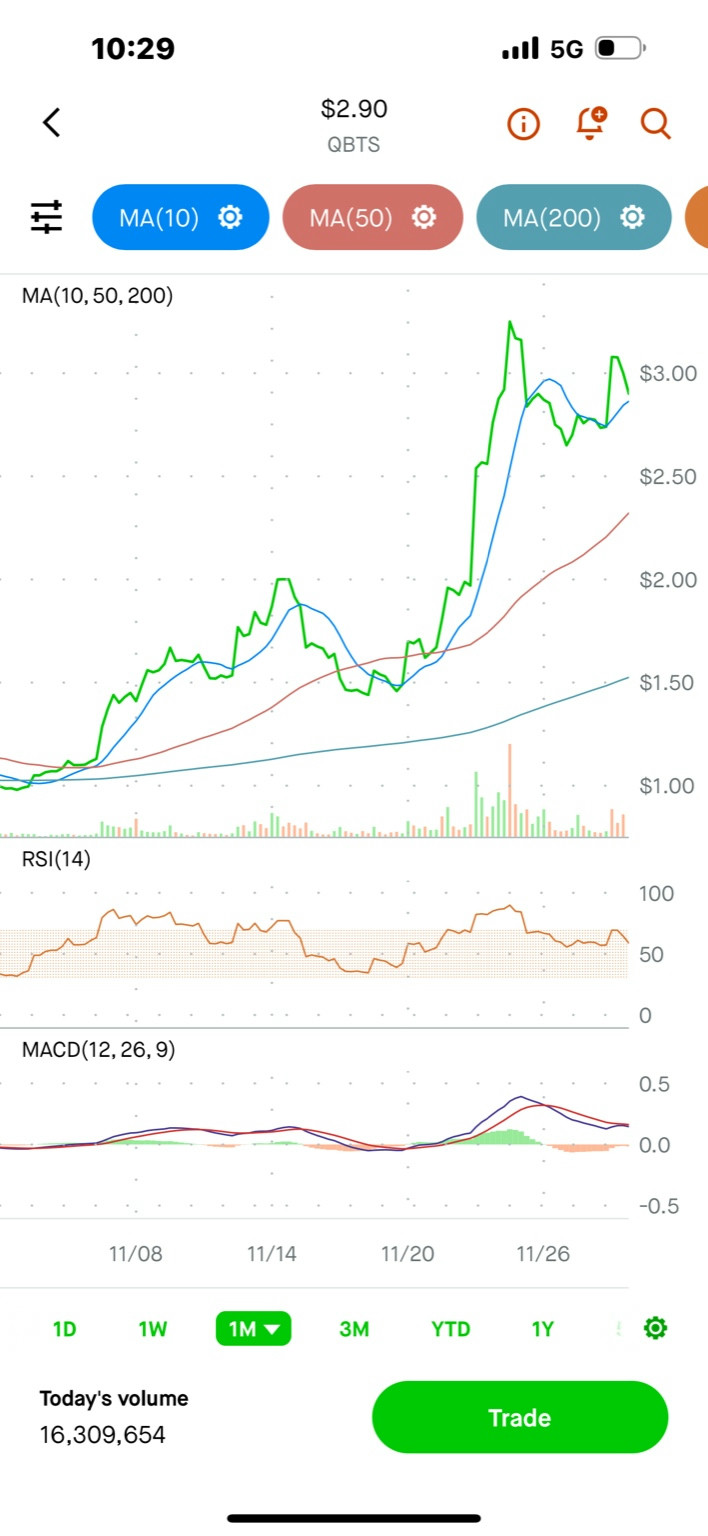 10:29
5G
$2.90
QBTS
MA(10)
MA(50)
MA(200)
MA(10, 50, 200)
$3.00
$2.50
$2.00
$1.50
$1.00
RSI(14)
100
50
0
MACD(12, 26, 9)
0.5
0.0
-0.5
11/08 11/14 11/20 11/26
1D 1W 1M 3M YTD 1Y
Today's volume
16,309,654
Trade